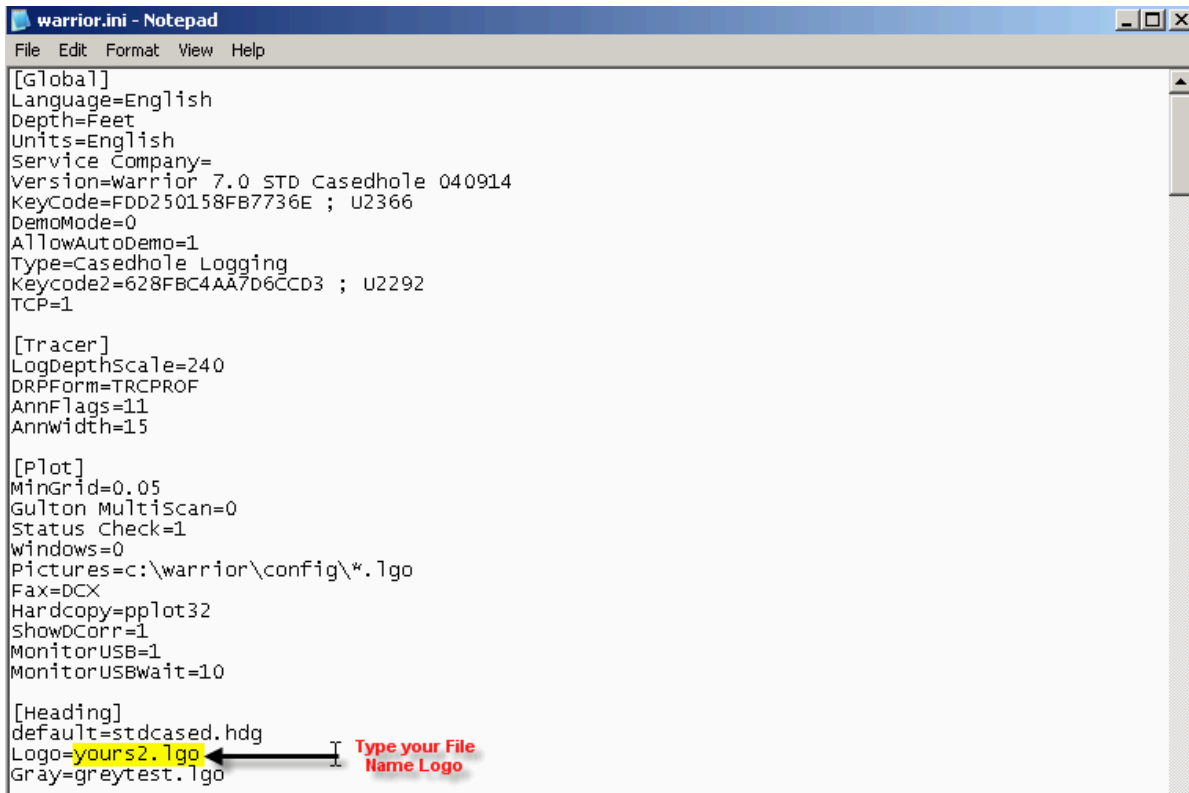 warrior.ini - Notepad
File Edit Format View Help
[Global]
Language=English
Depth=Feet
Units=English
Service Company=
Version=Warrior 7.0 STD Casedhole 040914
KeyCode=FDD250158FB7736E ; U2366
DemoMode=0
AllowAutoDemo=1
Type=Casedhole Logging
Keycode2=628FBC4AA7D6CCD3 ; U2292
TCP=1
[Tracer]
LogDepthScale=240
DRPForm=TRCPROF
AnnFlags=11
AnnWidth=15
[Plot]
MinGrid=0.05
Gulton MultiScan=0
Status Check=1
Windows=0
Pictures=c:\warrior\config\*.lgo
Fax=DCX
Hardcopy=pplot32
ShowDCorr=1
MonitorUSB=1
MonitorUSBWait=10
[Heading]
default=stdcased.hdg
Logo=yours2.lgo
Type your File
Name Logo
Gray=greytest.lgo